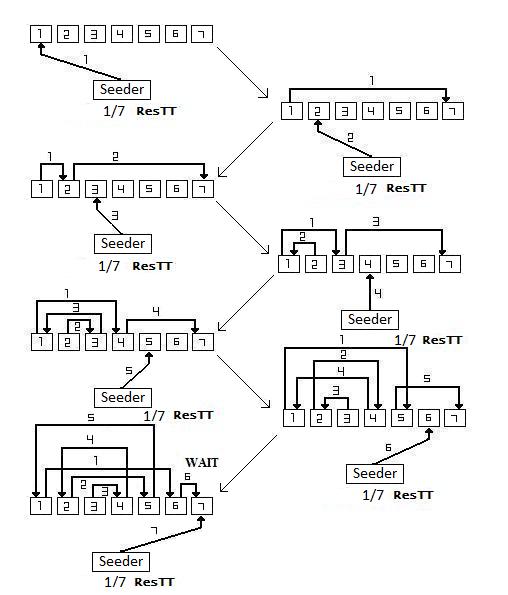 1 2 3 4 5 6 7
1
Seeder
1/7 ResTT
1
1 2 3 4 5 6 7
2
Seeder
1/7 ResTT
1 2
1 2 3 4 5 6 7
3
Seeder
1/7 ResTT
1 3
2
1 2 3 4 5 6 7
4
Seeder
1/7 ResTT
1
3 4
2
1 2 3 4 5 6 7
5
Seeder
1/7 ResTT
1
2
4 5
3
1 2 3 4 5 6 7
6
Seeder
1/7 ResTT
5
4
1 WAIT
2 3 6
1 2 3 4 5 6 7
7
Seeder
1/7 ResTT